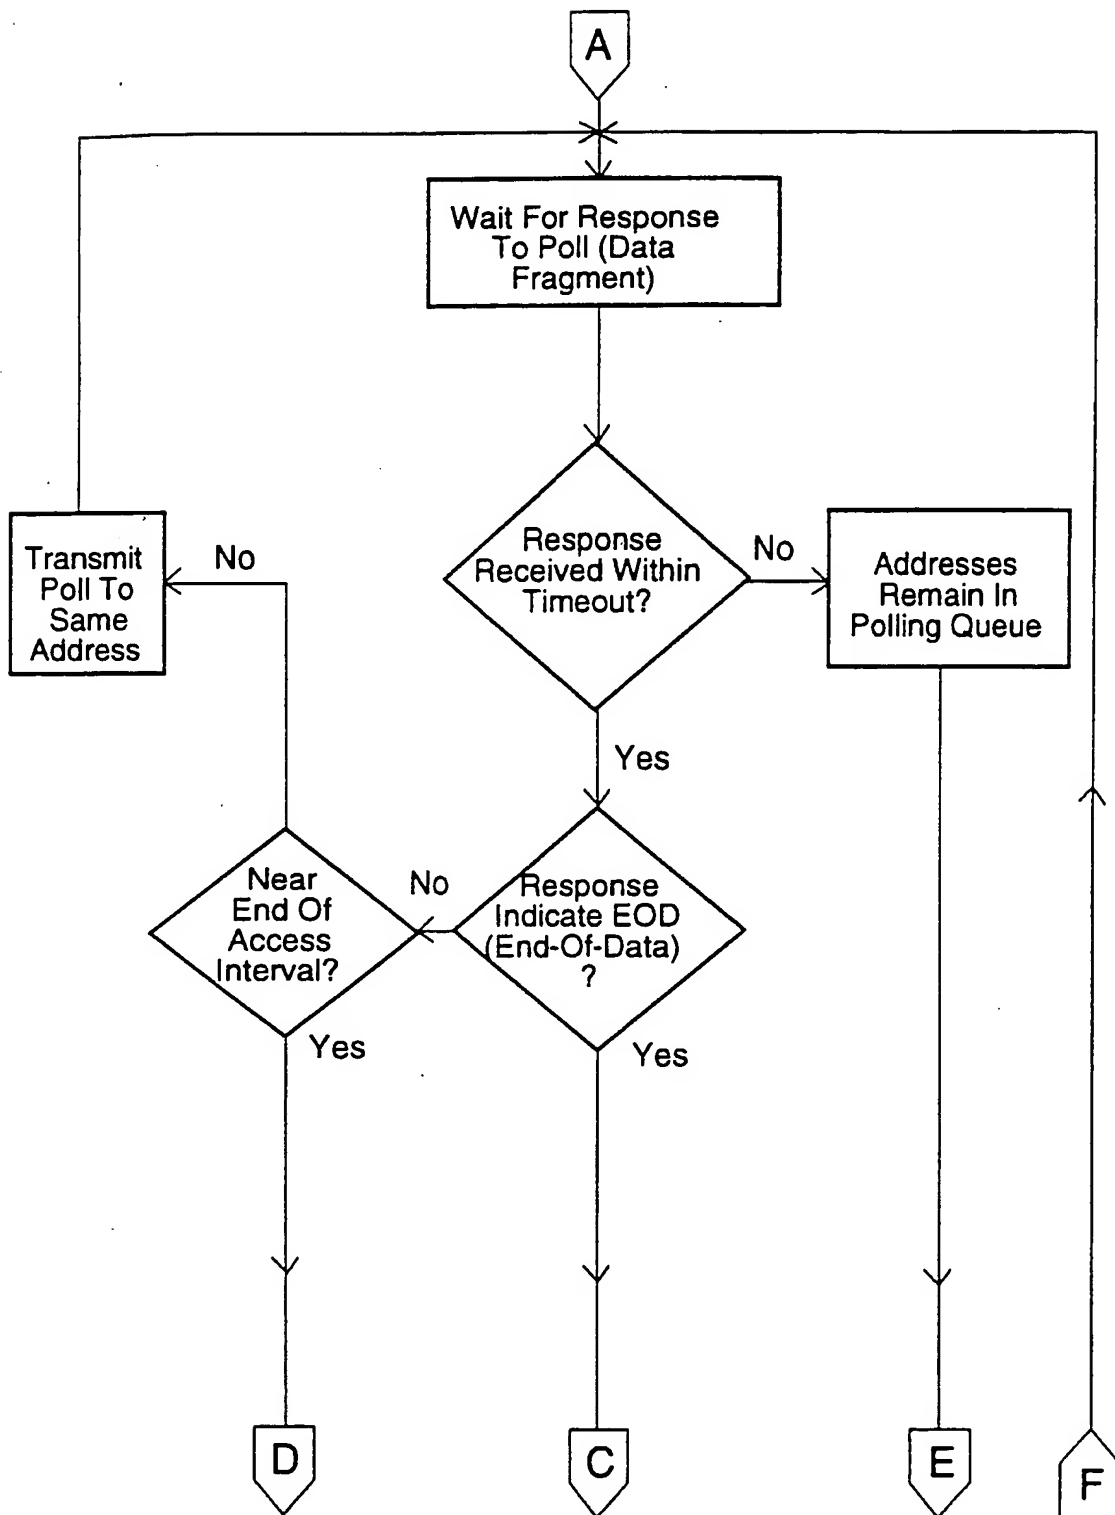 A
Wait For Response
To Poll (Data
Fragment)
Response
Received Within
Timeout?
No
Addresses
Remain In
Polling Queue
No
Transmit
Poll To
Same
Address
Yes
Near
End Of
Access
Interval?
No
Response
Indicate EOD
(End-Of-Data)
?
Yes
Yes
D
C
E
F